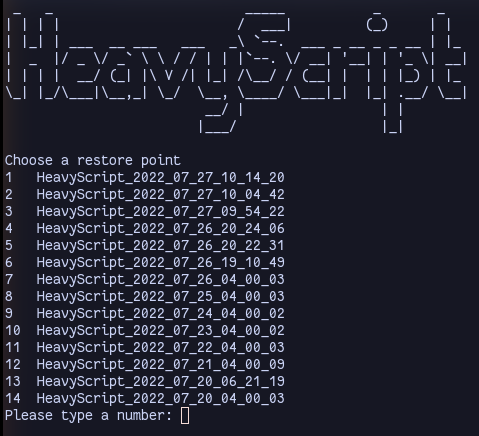 HeavyScript
Choose a restore point
1 HeavyScript_2022_07_27_10_14_20
2 HeavyScript_2022_07_27_10_04_42
3 HeavyScript_2022_07_27_09_54_22
4 HeavyScript_2022_07_26_20_24_06
5 HeavyScript_2022_07_26_20_22_31
6 HeavyScript_2022_07_26_19_10_49
7 HeavyScript_2022_07_26_04_00_03
8 HeavyScript_2022_07_25_04_00_03
9 HeavyScript_2022_07_24_04_00_02
10 HeavyScript_2022_07_23_04_00_02
11 HeavyScript_2022_07_22_04_00_03
12 HeavyScript_2022_07_21_04_00_09
13 HeavyScript_2022_07_20_06_21_19
14 HeavyScript_2022_07_20_04_00_03
Please type a number: